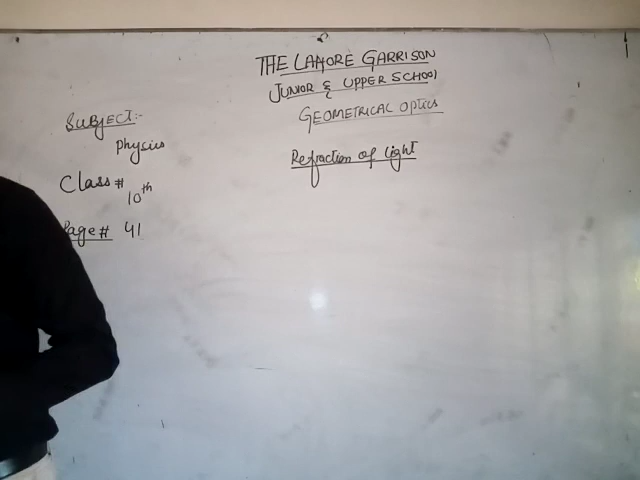 THE LAHORE GARRISON
JUNIOR & UPPER SCHOOL
GEOMETRICAL OPTICS
Refraction of light
SUBJECT:-
Physics
Class #
10th
Page # 41